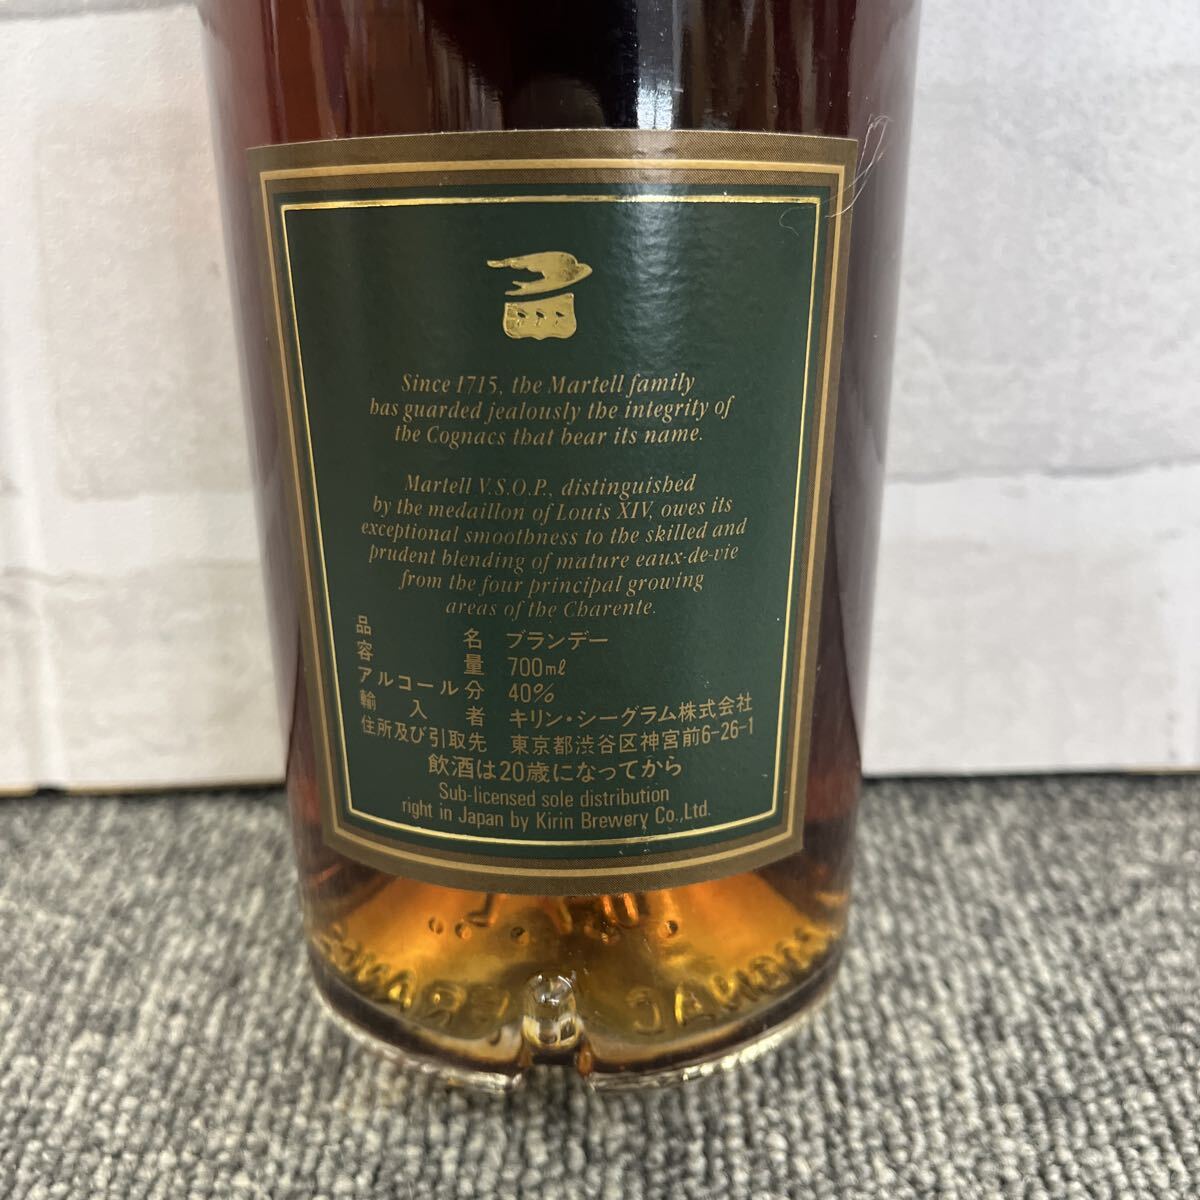 Since 1715, the Martell family
has guarded jealously the integrity of
the Cognacs that bear its name.
Martell V.S.O.P., distinguished
by the medaillon of Louis XIV, owes its
exceptional smoothness to the skilled and
prudent blending of mature eaux-de-vie
from the four principal growing
areas of the Charente.
品名 ブランデー
容量 700ml
アルコール分 40%
輸入者 キリン・シーグラム株式会社
住所及び引取先 東京都渋谷区神宮前6-26-1
飲酒は20歳になってから
Sub-licensed sole distribution
right in Japan by Kirin Brewery Co.,Ltd.